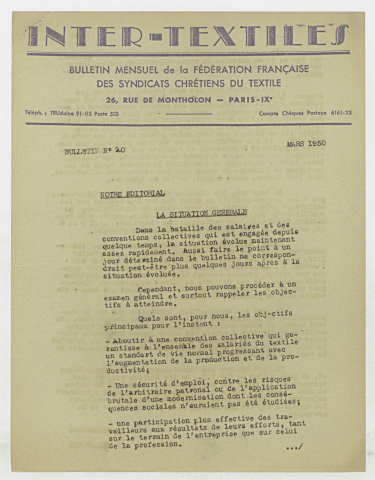 INTER-TEXTILES
BULLETIN MENSUEL de la FÉDÉRATION FRANÇAISE
DES SYNDICATS CHRÉTIENS DU TEXTILE
26, RUE DE MONTHOLON — PARIS-IXe
Téléph. : TRUdaine 91-03 Poste 533
Compte Chèques Postaux 6161-33
BULLETIN N° 20
MARS 1950
NOTRE EDITORIAL
LA SITUATION GENERALE
Dans la bataille des salaires et des
conventions collectives qui est engagée depuis
quelque temps, la situation évolue maintenant
assez rapidement. Aussi faire le point à un
jour déterminé dans le bulletin ne correspon-
drait peut-être plus quelques jours après à la
situation évoluée.
Cependant, nous pouvons procéder à un
examen général et surtout rappeler les objec-
tifs à atteindre.
Quels sont, pour nous, les objectifs
principaux pour l'instant :
- Aboutir à une convention collective qui ga-
rantisse à l'ensemble des salariés du textile
un standart de vie normal progressant avec
l'augmentation de la production et de la pro-
ductivité;
- Une sécurité d'emploi, contre les risques
de l'arbitraire patronal ou de l'application
brutale d'une modernisation dont les consé-
quences sociales n'auraient pas été étudiées;
- une participation plus effective des tra-
vailleurs aux résultats de leurs efforts, tant
sur le terrain de l'entreprise que sur celui
de la profession.
.../